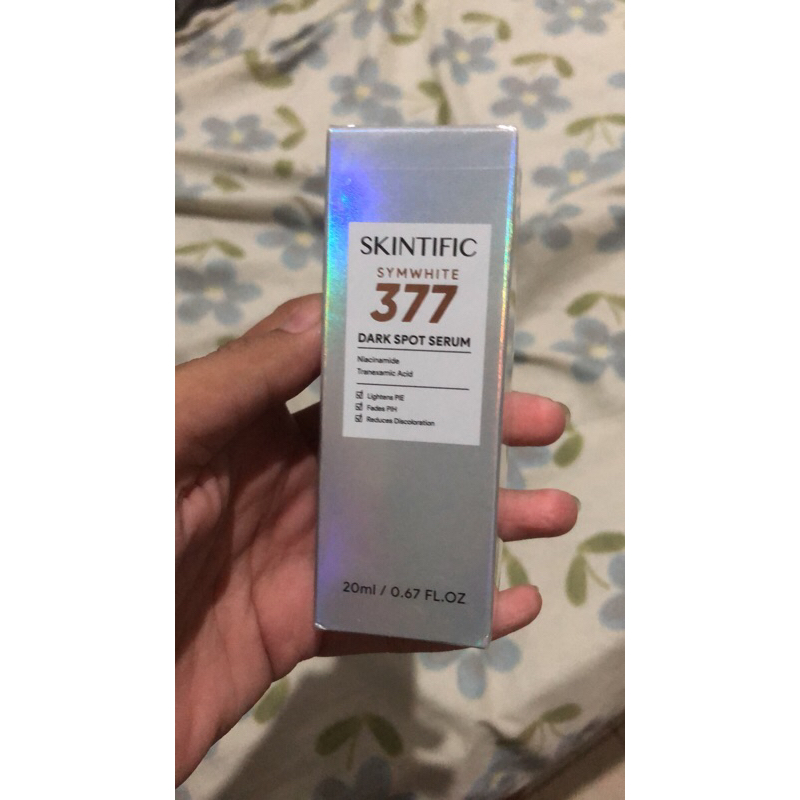 SKINTIFIC
SYMWHITE
377
DARK SPOT SERUM
Niacinamide
Tranexamic Acid
Lightens PIE
Fades PIH
Reduces Discoloration
20ml / 0.67 FL.OZ